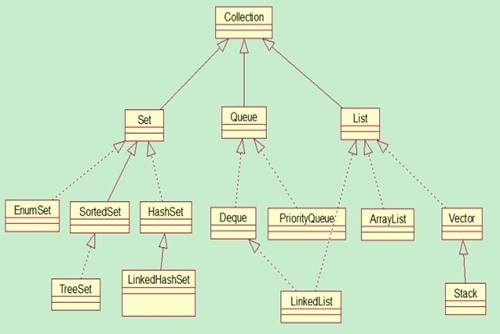 Collection
Set
Queue
List
EnumSet
SortedSet
HashSet
Deque
PriorityQueue
ArrayList
Vector
TreeSet
LinkedHashSet
LinkedList
Stack